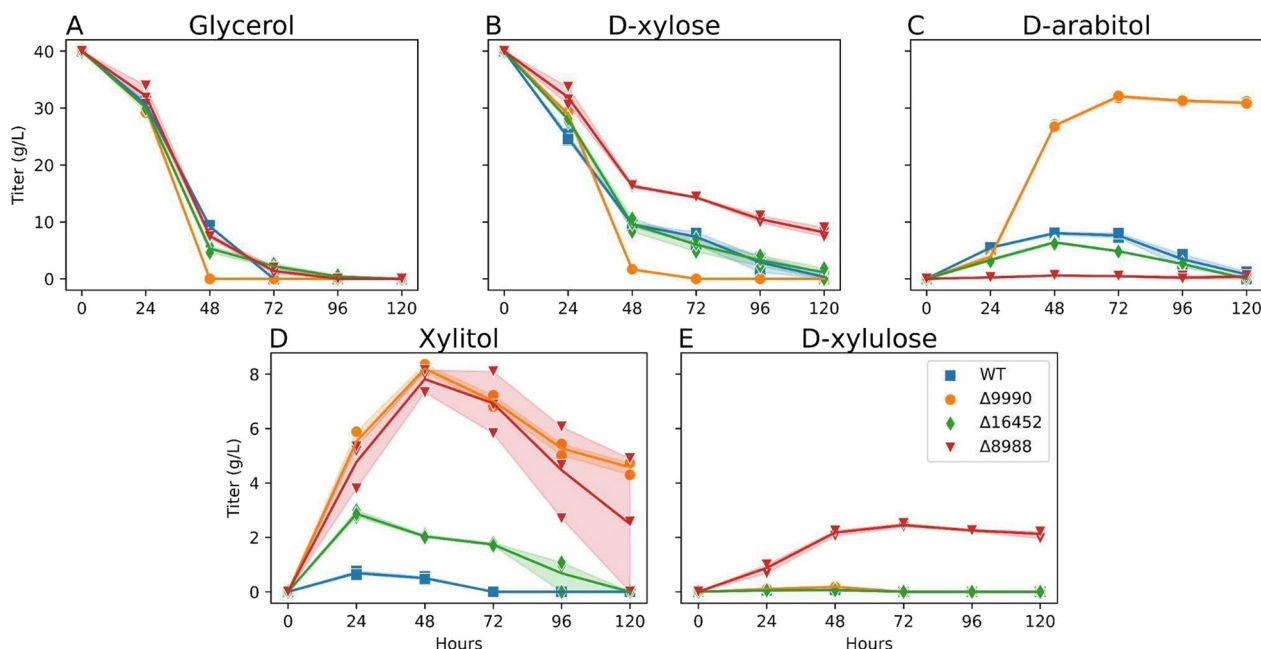 A Glycerol
B D-xylose
C D-arabitol
Titer (g/L)
40
30
20
10
0
0 24 48 72 96 120
0 24 48 72 96 120
0 24 48 72 96 120
D Xylitol
E D-xylulose
Titer (g/L)
8
6
4
2
0
WT
Δ9990
Δ16452
Δ8988
0 24 48 72 96 120
0 24 48 72 96 120
Hours
Hours